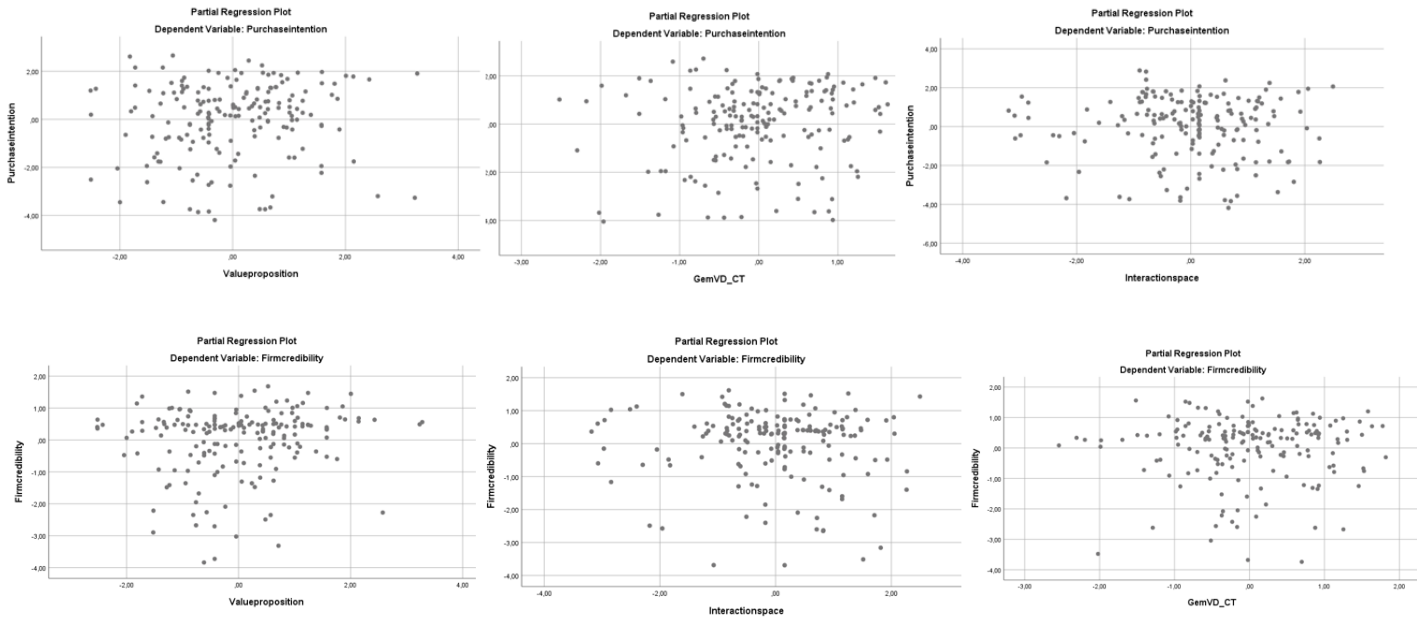 Partial Regression Plot
Dependent Variable: Purchaseintention
Purchaseintention
2,00
,00
-2,00
-4,00
-2,00
,00
2,00
4,00
Valueproposition
Partial Regression Plot
Dependent Variable: Purchaseintention
2,00
,00
2,00
4,00
-3,00
-2,00
-1,00
,00
1,00
GemVD_CT
Partial Regression Plot
Dependent Variable: Purchaseintention
Purchaseintention
4,00
2,00
,00
-2,00
-4,00
-6,00
-4,00
-2,00
,00
2,00
Interactionspace
Partial Regression Plot
Dependent Variable: Firmcredibility
Firmcredibility
2,00
1,00
,00
-1,00
-2,00
-3,00
-4,00
-4,00
-2,00
,00
2,00
4,00
Valueproposition
Partial Regression Plot
Dependent Variable: Firmcredibility
Firmcredibility
2,00
1,00
,00
-1,00
-2,00
-3,00
-4,00
-4,00
-2,00
,00
2,00
Interactionspace
Partial Regression Plot
Dependent Variable: Firmcredibility
Firmcredibility
2,00
1,00
,00
-1,00
-2,00
-3,00
-4,00
-3,00
-2,00
-1,00
,00
1,00
2,00
GemVD_CT